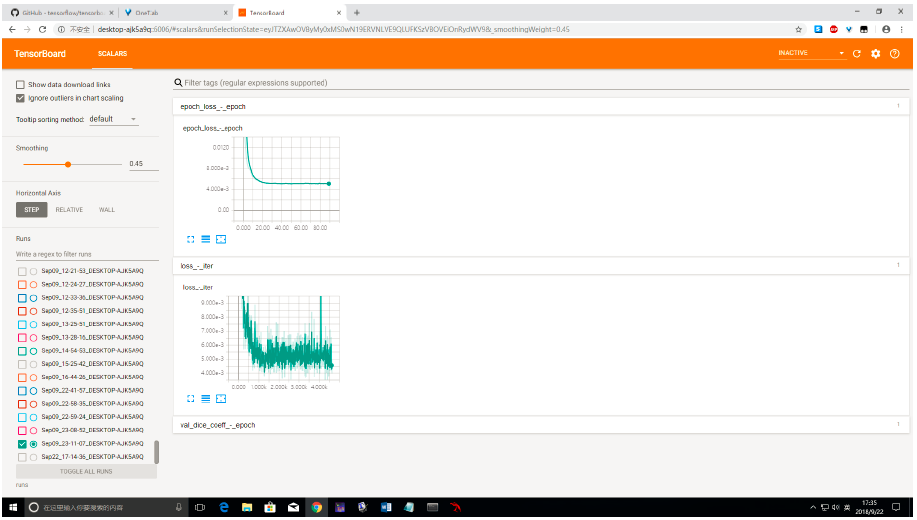 GitHub - tensorflow/tensorbo
OneTab
TensorBoard
不安全
desktop-ajk5a9q:6006/#scalars&runSelectionState=eyJTZXAwOVByMy0xMS0wN19ERVNLVE9QLUFKSzVBOVEiOnRydWV9&_smoothingWeight=0.45
TensorBoard
SCALARS
INACTIVE
Show data download links
Ignore outliers in chart scaling
Tooltip sorting method: default
Smoothing
0.45
Horizontal Axis
STEP RELATIVE WALL
Runs
Write a regex to filter runs
Sep09_12-21-53_DESKTOP-AJK5A9Q
Sep09_12-24-27_DESKTOP-AJK5A9Q
Sep09_12-33-36_DESKTOP-AJK5A9Q
Sep09_12-35-51_DESKTOP-AJK5A9Q
Sep09_13-25-51_DESKTOP-AJK5A9Q
Sep09_13-28-16_DESKTOP-AJK5A9Q
Sep09_14-54-53_DESKTOP-AJK5A9Q
Sep09_15-25-42_DESKTOP-AJK5A9Q
Sep09_16-44-26_DESKTOP-AJK5A9Q
Sep09_22-41-57_DESKTOP-AJK5A9Q
Sep09_22-58-35_DESKTOP-AJK5A9Q
Sep09_22-59-24_DESKTOP-AJK5A9Q
Sep09_23-08-52_DESKTOP-AJK5A9Q
Sep09_23-11-07_DESKTOP-AJK5A9Q
Sep22_17-14-36_DESKTOP-AJK5A9Q
TOGGLE ALL RUNS
runs
Filter tags (regular expressions supported)
epoch_loss_-_epoch
1
epoch_loss_-_epoch
0.0120
8.000e-3
4.000e-3
0.00
0.000 20.00 40.00 60.00 80.00
loss_-_iter
1
loss_-_iter
9.000e-3
8.000e-3
7.000e-3
6.000e-3
5.000e-3
4.000e-3
0.000 1.000k 2.000k 3.000k 4.000k
val_dice_coeff_-_epoch
1
在这里输入你要搜索的内容
英
17:35
2018/9/22